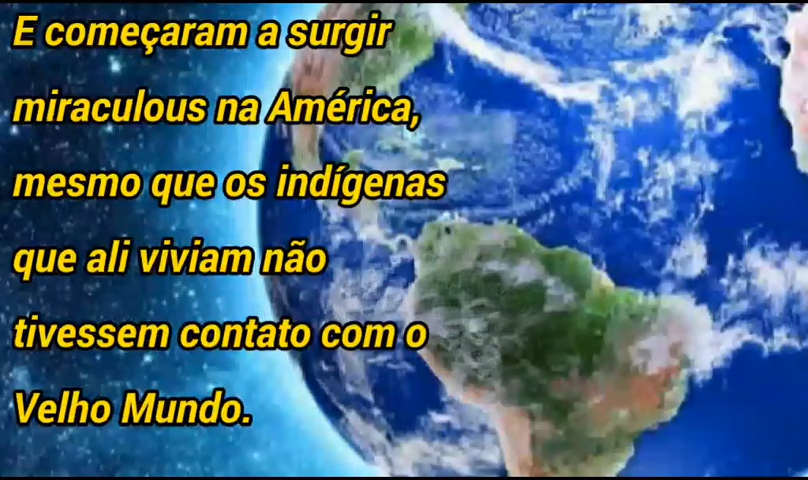 E começaram a surgir
miraculous na América,
mesmo que os indígenas
que ali viviam não
tivessem contato com o
Velho Mundo.